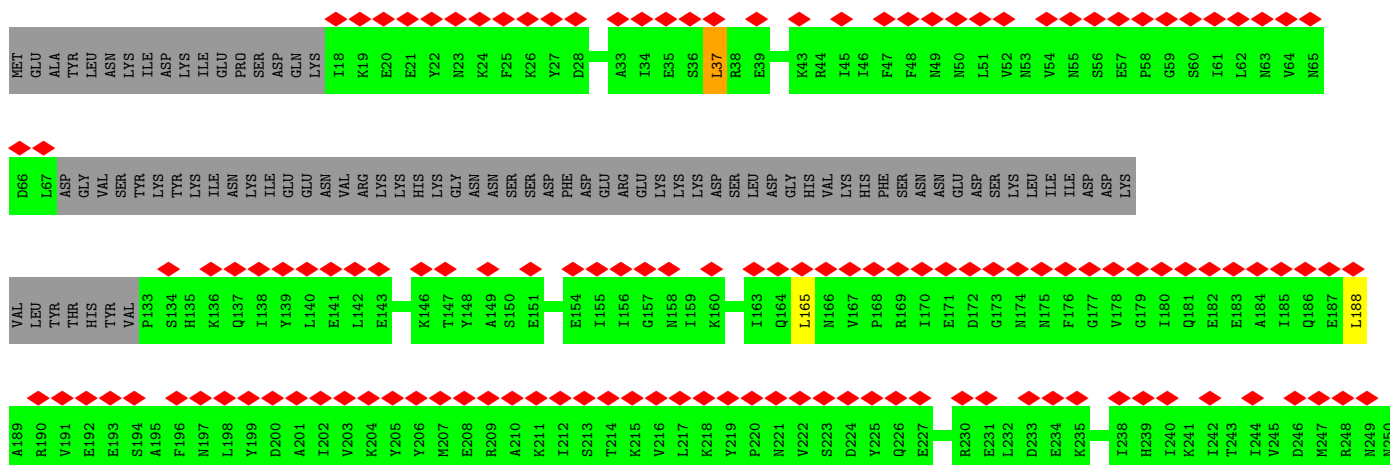 MET GLU ALA TYR LEU ASN LYS ILE ASP LYS ILE GLU PRO SER ASP GLN LYS I18 K19 E20 E21 Y22 N23 K24 F25 K26 Y27 D28 A33 I34 E35 S36 L37 R38 E39 K43 R44 I45 I46 F47 F48 N49 N50 L51 V52 N53 V54 N55 S56 E57 P58 G59 S60 I61 L62 N63 V64 N65
D66 L67 ASP GLY VAL SER TYR LYS TYR LYS ILE ASN LYS ILE GLU GLU ASN VAL ARG LYS LYS HIS LYS GLY ASN ASN SER SER ASP PHE ASP GLU ARG GLU LYS LYS LYS ASP SER LEU ASP GLY HIS VAL LYS HIS PHE SER ASN ASN GLU ASP SER LYS LEU ILE ILE ASP ASP LYS
VAL LEU TYR THR HIS TYR VAL P133 S134 H135 K136 Q137 I138 Y139 L140 E141 L142 E143 K146 T147 Y148 A149 S150 E151 E154 I155 I156 G157 N158 I159 K160 I163 Q164 L165 N166 V167 P168 R169 I170 E171 D172 G173 N174 N175 F176 G177 V178 G179 I180 Q181 E182 E183 A184 I185 Q186 E187 L188
A189 R190 V191 E192 E193 S194 A195 F196 N197 L198 Y199 D200 A201 I202 V203 K204 Y205 Y206 M207 E208 R209 A210 K211 I212 S213 T214 K215 V216 L217 K218 Y219 P220 N221 V222 S223 D224 Y225 Q226 E227 R230 E231 L232 D233 E234 K235 I238 H239 I240 K241 I242 T243 I244 V245 D246 M247 R248 N249 N250